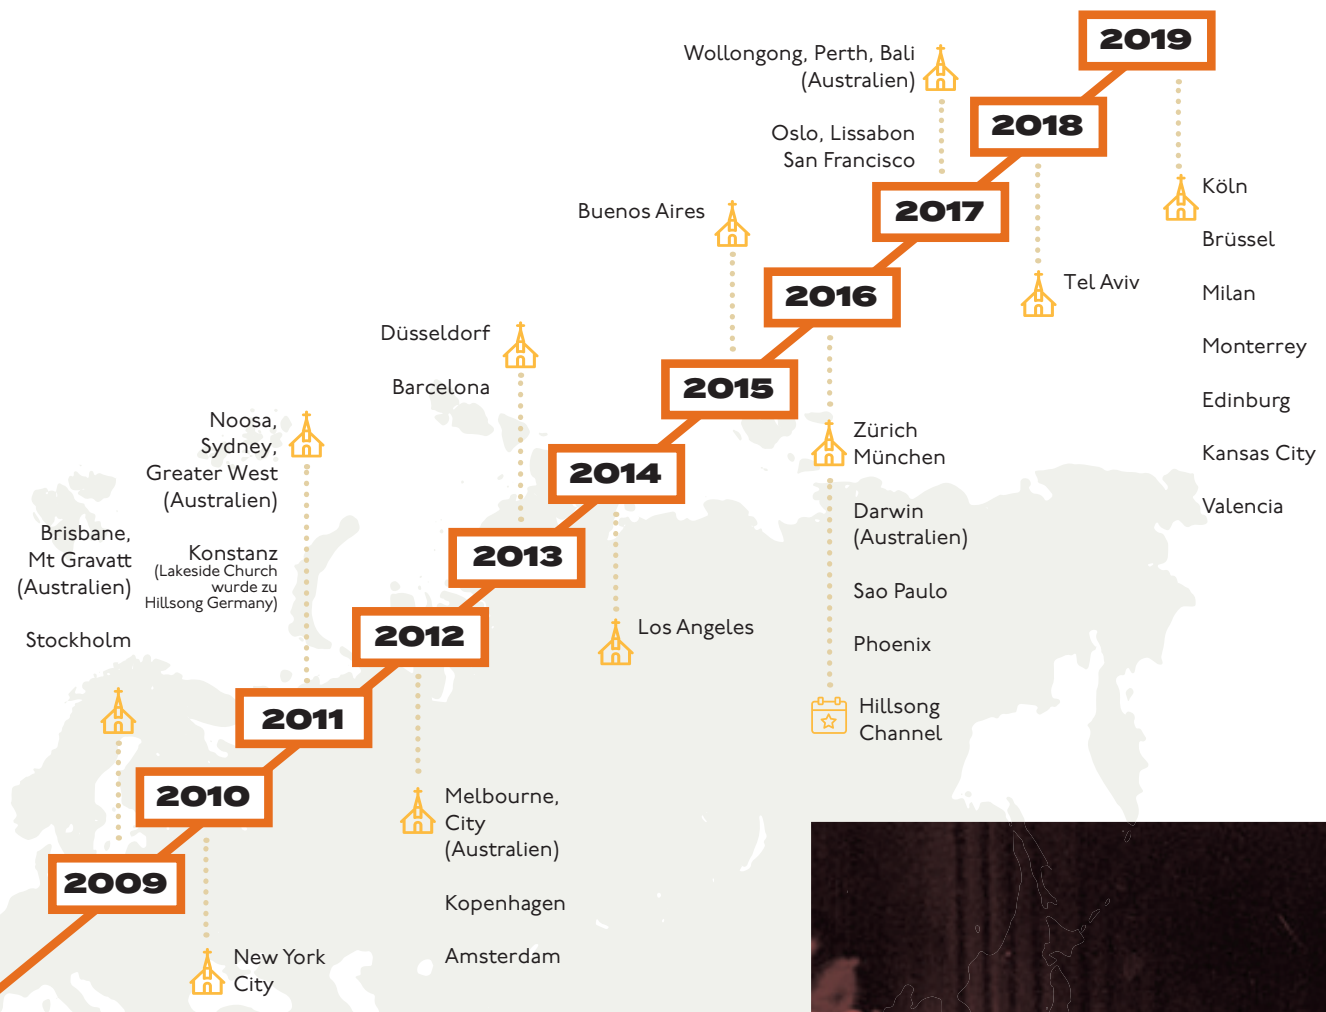 2019
Wollongong, Perth, Bali
(Australien)
Oslo, Lissabon
San Francisco
2018
Köln
Brüssel
Milan
Monterrey
Edinburg
Kansas City
Valencia
2017
Tel Aviv
Buenos Aires
2016
Zürich
München
Darwin
(Australien)
Sao Paulo
Phoenix
Hillsong
Channel
2015
Düsseldorf
Barcelona
2014
Los Angeles
2013
Noosa,
Sydney,
Greater West
(Australien)
Konstanz
(Lakeside Church
wurde zu
Hillsong Germany)
2012
Melbourne,
City
(Australien)
Kopenhagen
Amsterdam
2011
Brisbane,
Mt Gravatt
(Australien)
Stockholm
2010
New York
City
2009